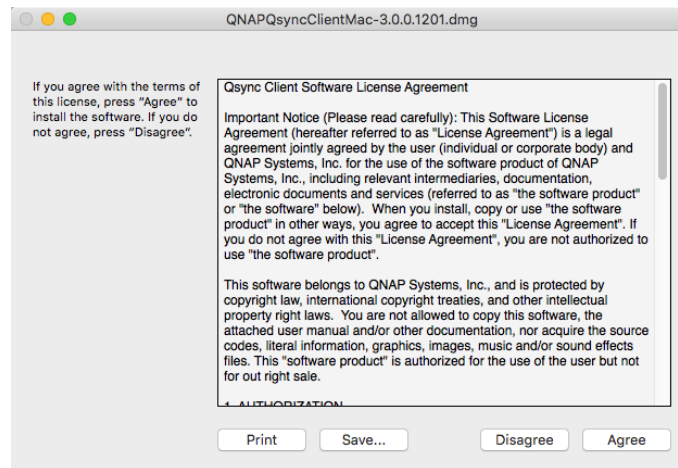 QNAPQsyncClientMac-3.0.0.1201.dmg
If you agree with the terms of
this license, press "Agree" to
install the software. If you do
not agree, press "Disagree".
Qsync Client Software License Agreement
Important Notice (Please read carefully): This Software License
Agreement (hereafter referred to as "License Agreement") is a legal
agreement jointly agreed by the user (individual or corporate body) and
QNAP Systems, Inc. for the use of the software product of QNAP
Systems, Inc., including relevant intermediaries, documentation,
electronic documents and services (referred to as "the software product"
or "the software" below).  When you install, copy or use "the software
product" in other ways, you agree to accept this "License Agreement". If
you do not agree with this "License Agreement", you are not authorized to
use "the software product".
This software belongs to QNAP Systems, Inc., and is protected by
copyright law, international copyright treaties, and other intellectual
property right laws.  You are not allowed to copy this software, the
attached user manual and/or other documentation, nor acquire the source
codes, literal information, graphics, images, music and/or sound effects
files. This "software product" is authorized for the use of the user but not
for out right sale.
1. AUTHORIZATION
Print
Save...
Disagree
Agree